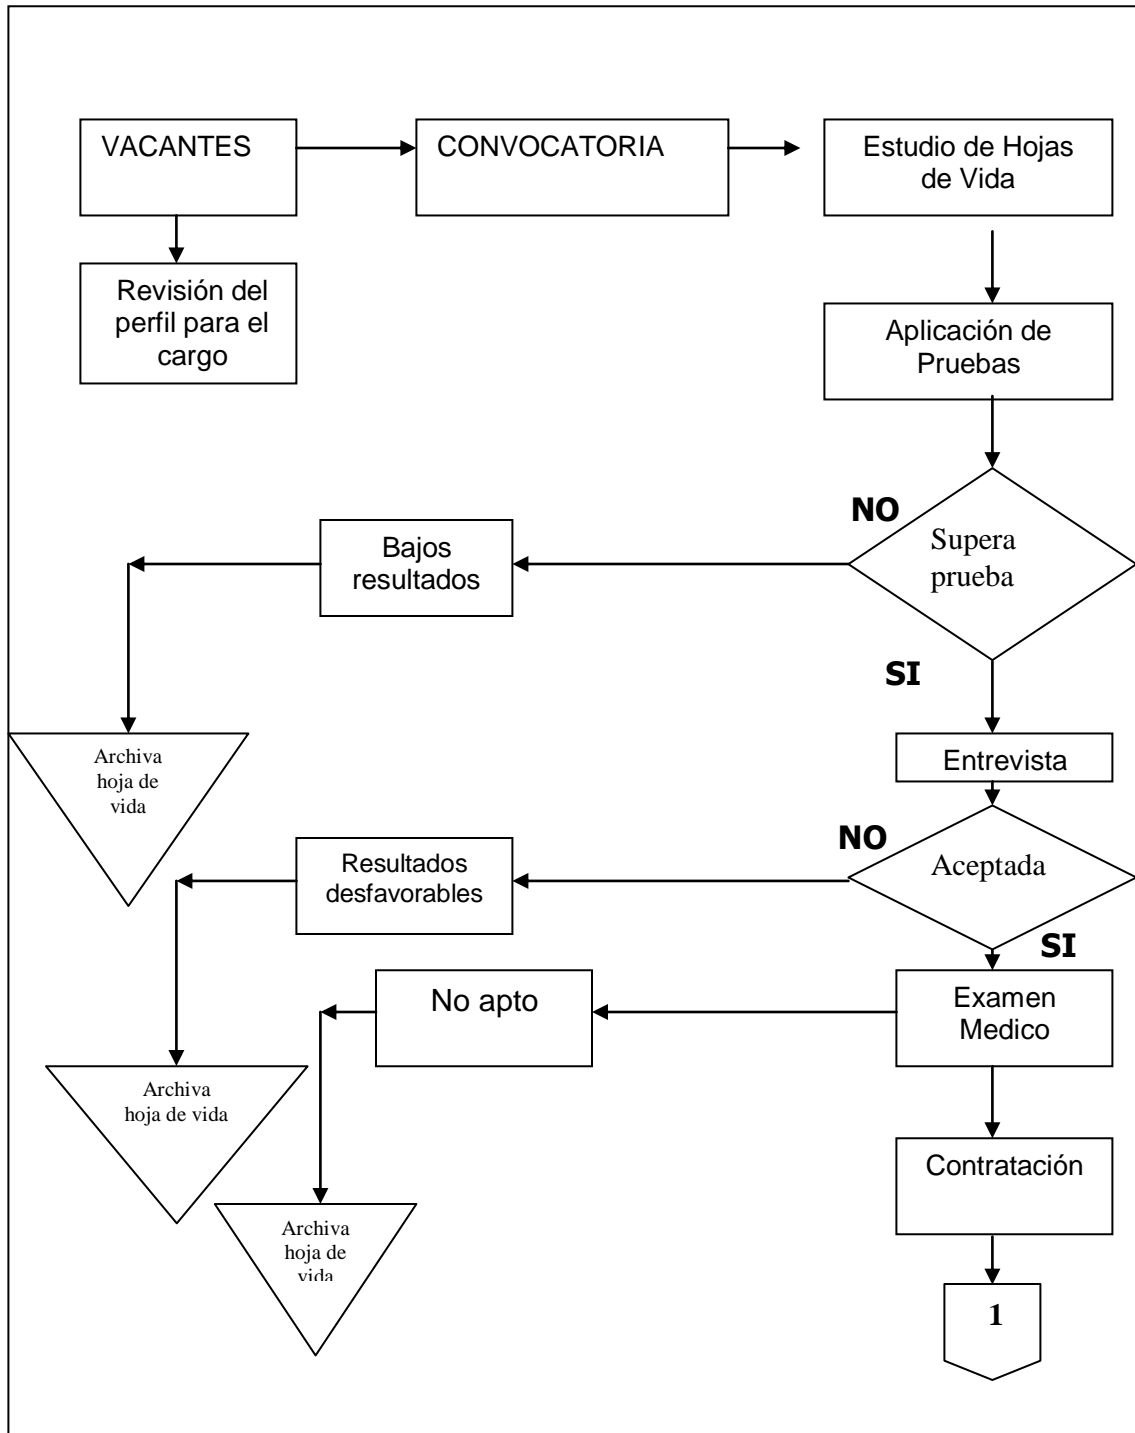 VACANTES
CONVOCATORIA
Estudio de Hojas
de Vida
Revisión del
perfil para el
cargo
Aplicación de
Pruebas
NO
Supera
prueba
Bajos
resultados
SI
Archiva
hoja de
vida
Entrevista
NO
Aceptada
Resultados
desfavorables
SI
No apto
Examen
Medico
Archiva
hoja de vida
Contratación
Archiva
hoja de
vida
1